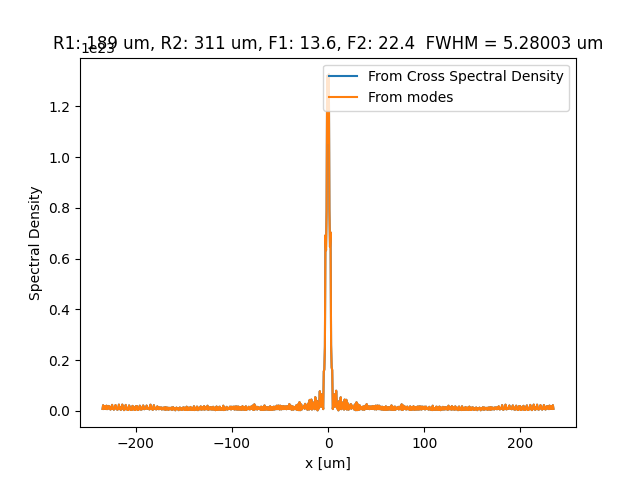 R1: 189 um, R2: 311 um, F1: 13.6, F2: 22.4  FWHM = 5.28003 um
1e23
From Cross Spectral Density
From modes
1.2
1.0
0.8
0.6
0.4
0.2
0.0
Spectral Density
−200
−100
0
100
200
x [um]